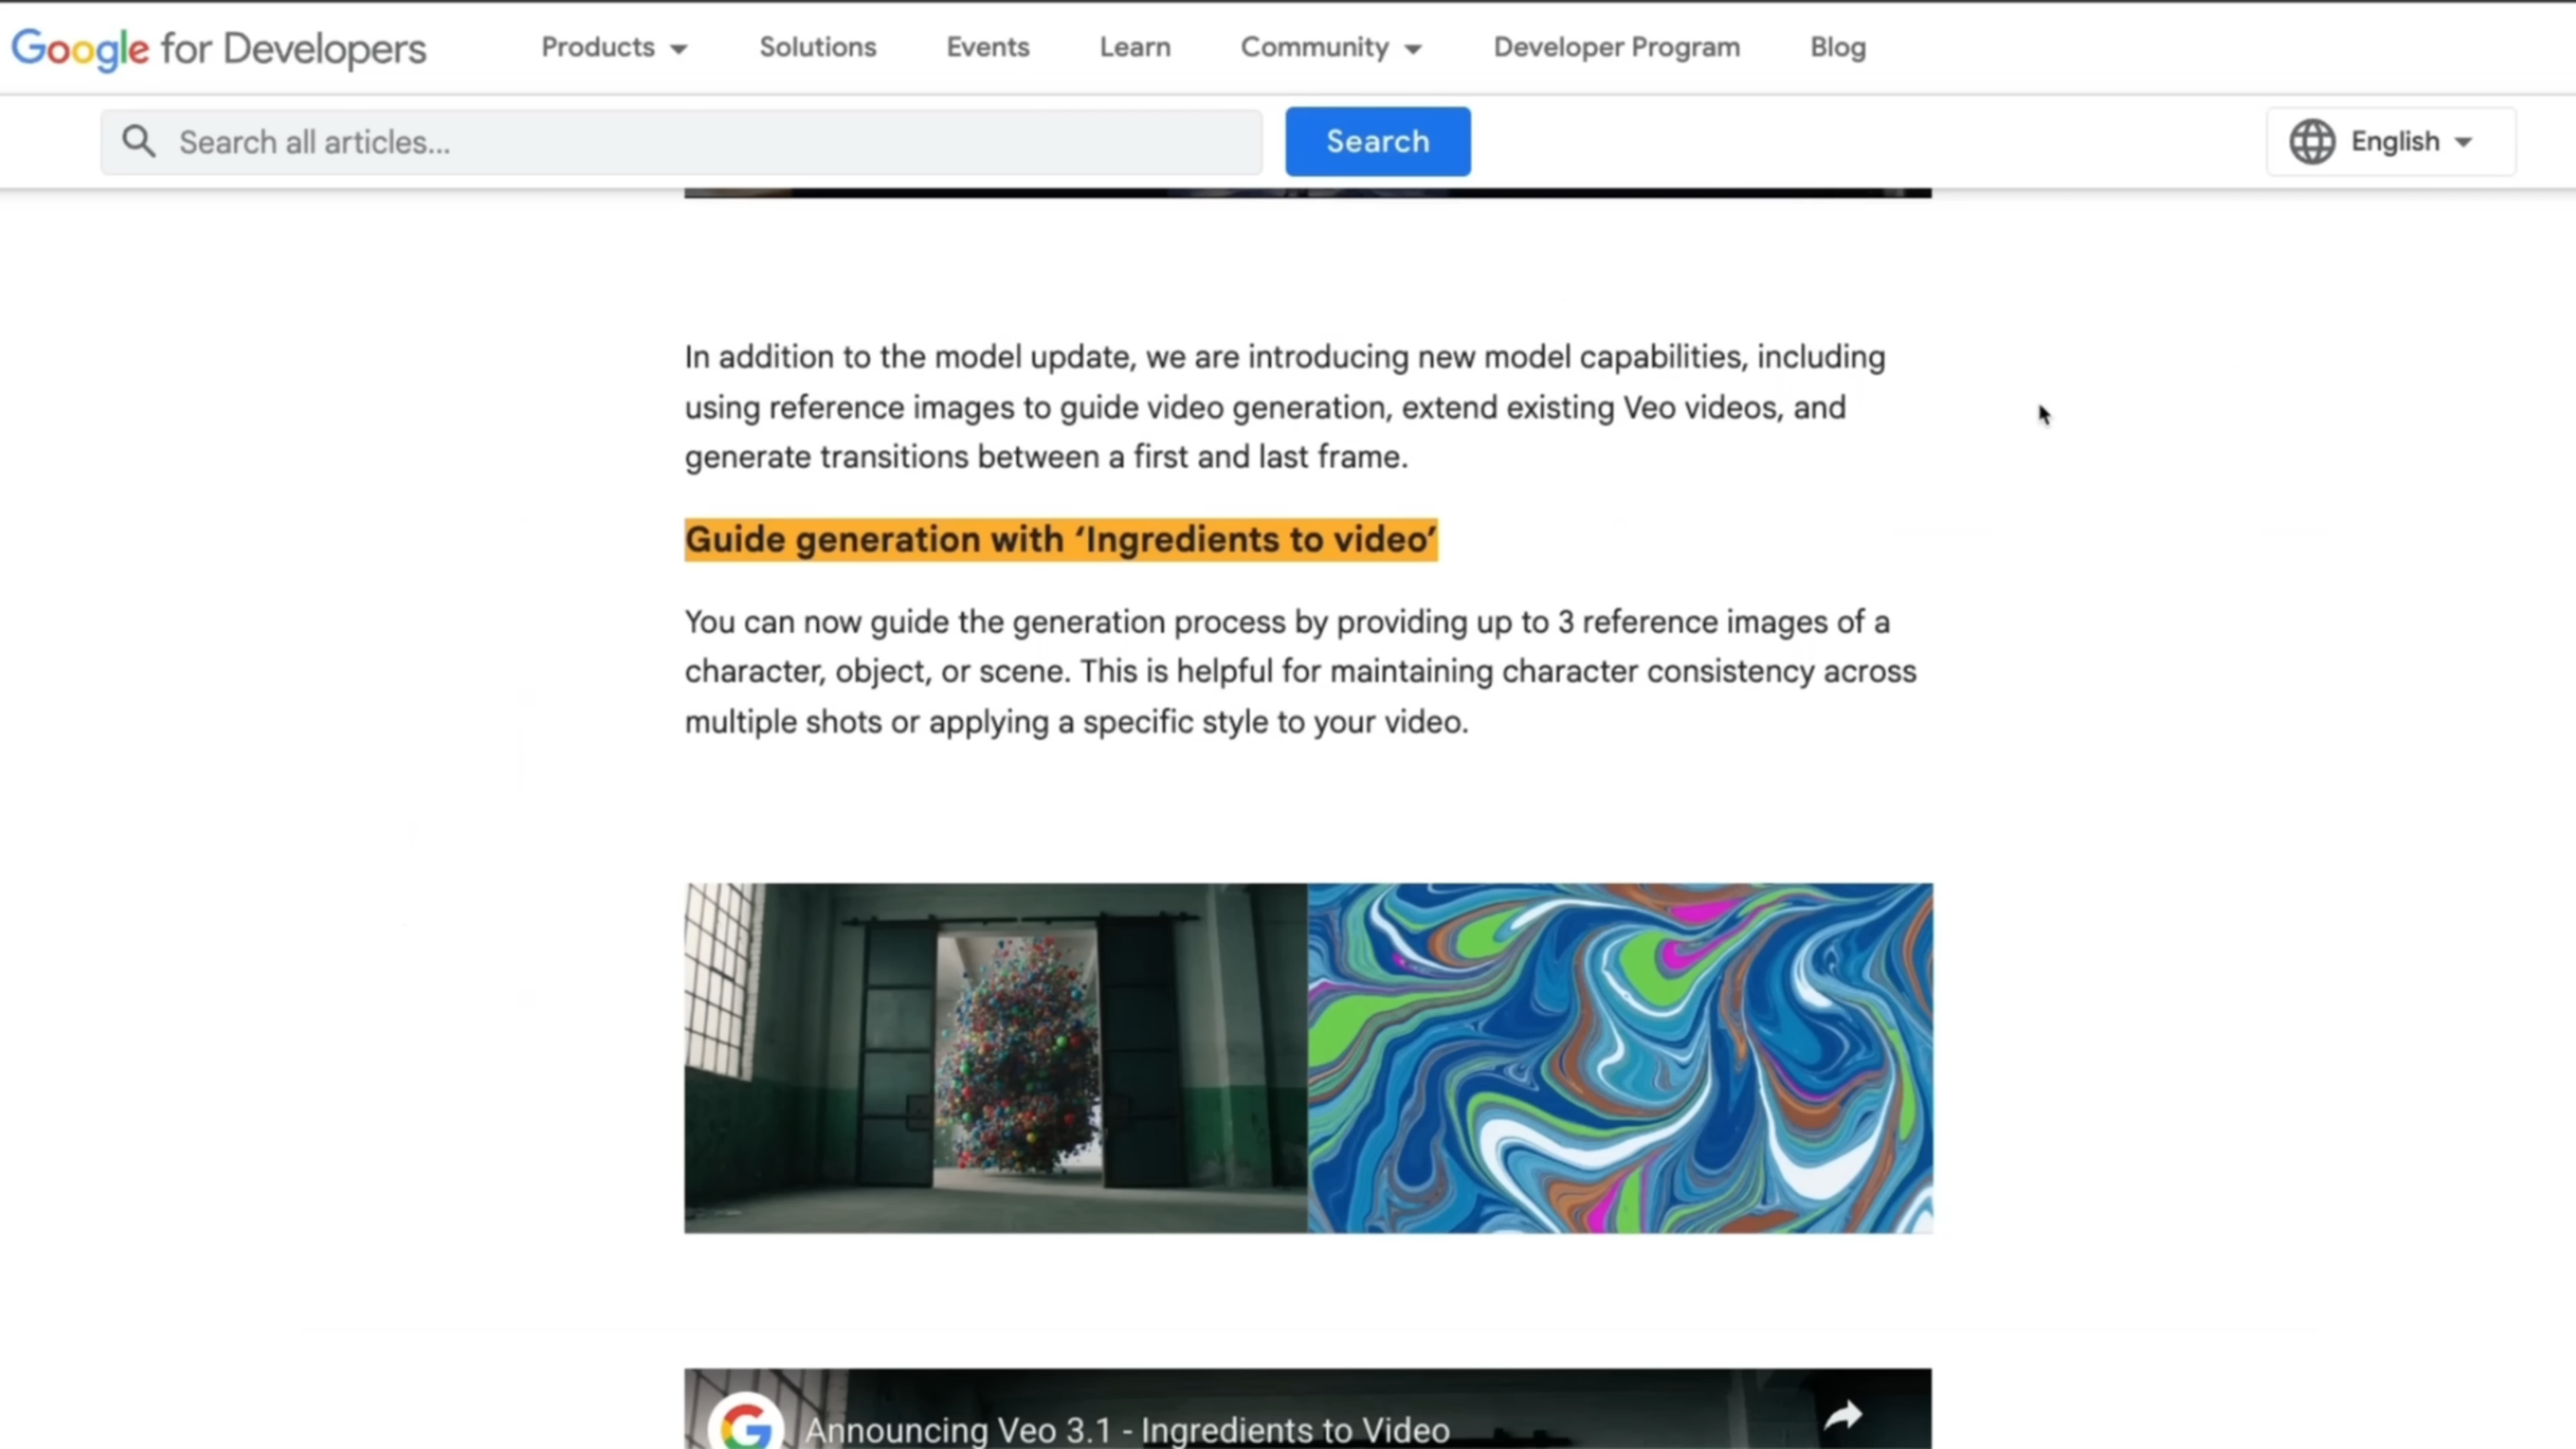 Google for Developers
Products
Solutions
Events
Learn
Community
Developer Program
Blog
Search all articles...
Search
English
In addition to the model update, we are introducing new model capabilities, including
using reference images to guide video generation, extend existing Veo videos, and
generate transitions between a first and last frame.
Guide generation with ‘Ingredients to video’
You can now guide the generation process by providing up to 3 reference images of a
character, object, or scene. This is helpful for maintaining character consistency across
multiple shots or applying a specific style to your video.
Announcing Veo 3.1 - Ingredients to Video